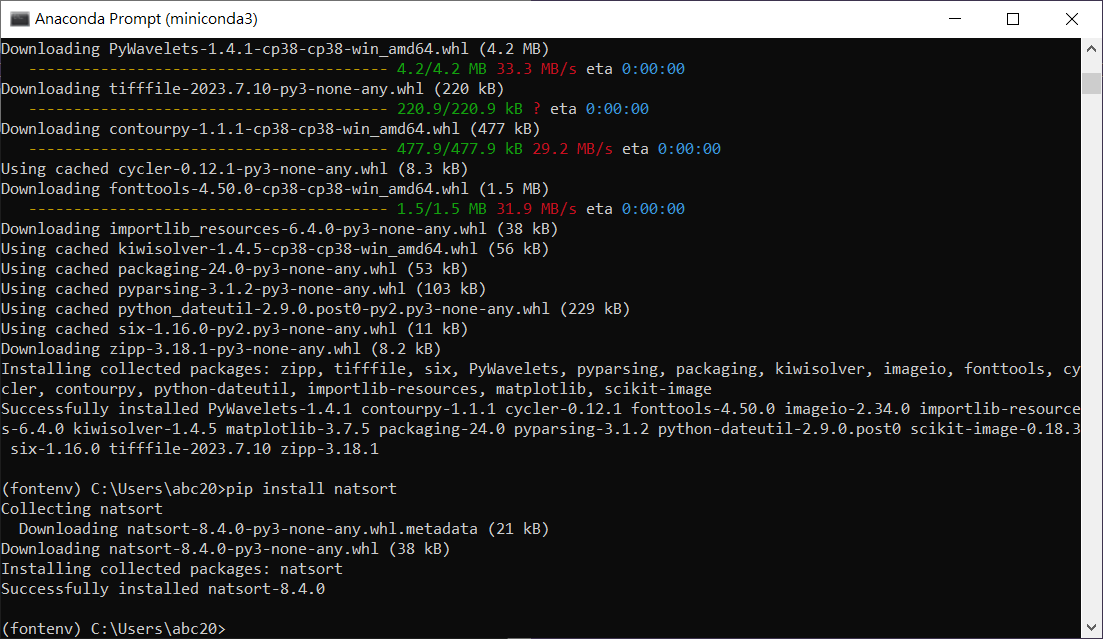 Anaconda Prompt (miniconda3)
Downloading PyWavelets-1.4.1-cp38-cp38-win_amd64.whl (4.2 MB)
---------------------------------------- 4.2/4.2 MB 33.3 MB/s eta 0:00:00
Downloading tifffile-2023.7.10-py3-none-any.whl (220 kB)
---------------------------------------- 220.9/220.9 kB ? eta 0:00:00
Downloading contourpy-1.1.1-cp38-cp38-win_amd64.whl (477 kB)
---------------------------------------- 477.9/477.9 kB 29.2 MB/s eta 0:00:00
Using cached cycler-0.12.1-py3-none-any.whl (8.3 kB)
Downloading fonttools-4.50.0-cp38-cp38-win_amd64.whl (1.5 MB)
---------------------------------------- 1.5/1.5 MB 31.9 MB/s eta 0:00:00
Downloading importlib_resources-6.4.0-py3-none-any.whl (38 kB)
Using cached kiwisolver-1.4.5-cp38-cp38-win_amd64.whl (56 kB)
Using cached packaging-24.0-py3-none-any.whl (53 kB)
Using cached pyparsing-3.1.2-py3-none-any.whl (103 kB)
Using cached python_dateutil-2.9.0.post0-py2.py3-none-any.whl (229 kB)
Using cached six-1.16.0-py2.py3-none-any.whl (11 kB)
Downloading zipp-3.18.1-py3-none-any.whl (8.2 kB)
Installing collected packages: zipp, tifffile, six, PyWavelets, pyparsing, packaging, kiwisolver, imageio, fonttools, cy
cler, contourpy, python-dateutil, importlib-resources, matplotlib, scikit-image
Successfully installed PyWavelets-1.4.1 contourpy-1.1.1 cycler-0.12.1 fonttools-4.50.0 imageio-2.34.0 importlib-resource
s-6.4.0 kiwisolver-1.4.5 matplotlib-3.7.5 packaging-24.0 pyparsing-3.1.2 python-dateutil-2.9.0.post0 scikit-image-0.18.3
six-1.16.0 tifffile-2023.7.10 zipp-3.18.1
(fontenv) C:\Users\abc20>pip install natsort
Collecting natsort
Downloading natsort-8.4.0-py3-none-any.whl.metadata (21 kB)
Downloading natsort-8.4.0-py3-none-any.whl (38 kB)
Installing collected packages: natsort
Successfully installed natsort-8.4.0
(fontenv) C:\Users\abc20>